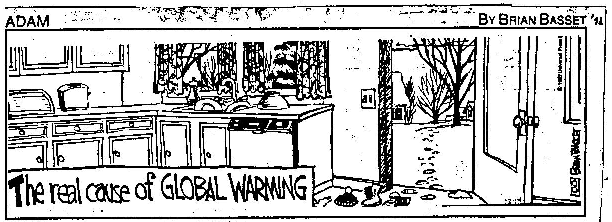 ADAM
BY BRIAN BASSET
The real cause of GLOBAL WARMING